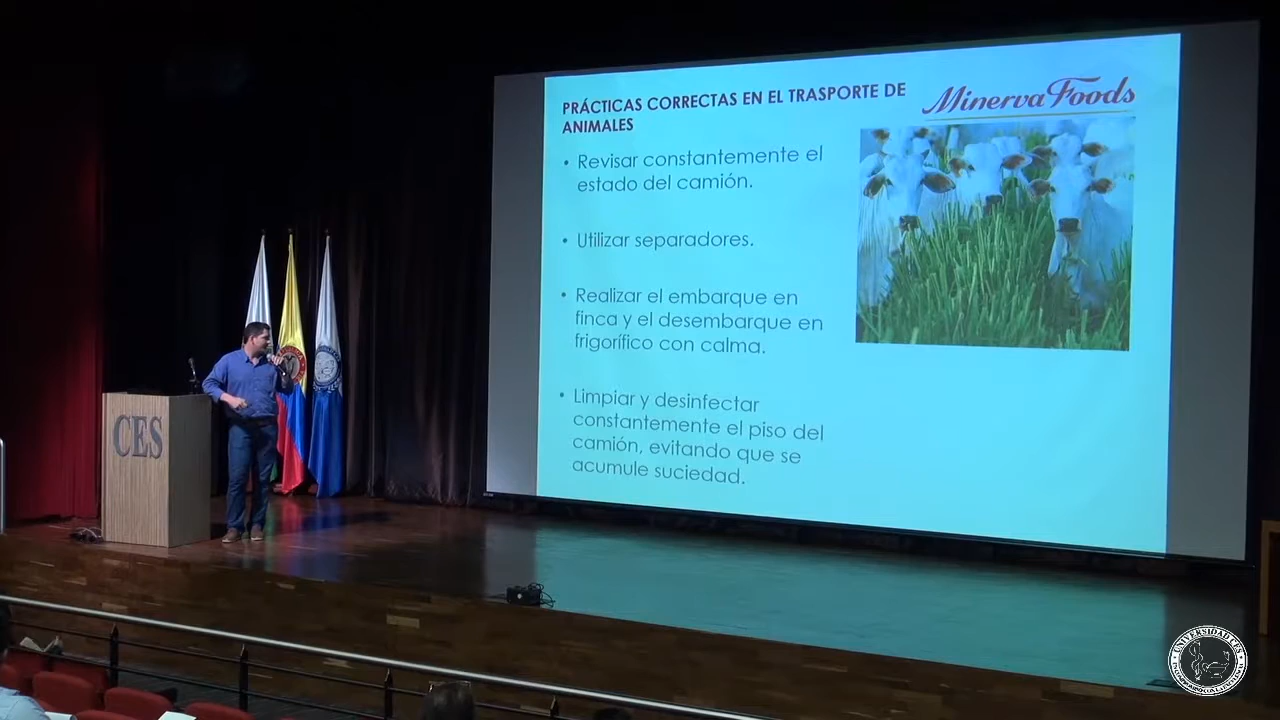 PRÁCTICAS CORRECTAS EN EL TRASPORTE DE
ANIMALES
Minerva Foods
• Revisar constantemente el
estado del camión.
• Utilizar separadores.
• Realizar el embarque en
finca y el desembarque en
frigorífico con calma.
• Limpiar y desinfectar
constantemente el piso del
camión, evitando que se
acumule suciedad.
CES
UNIVERSIDAD CES